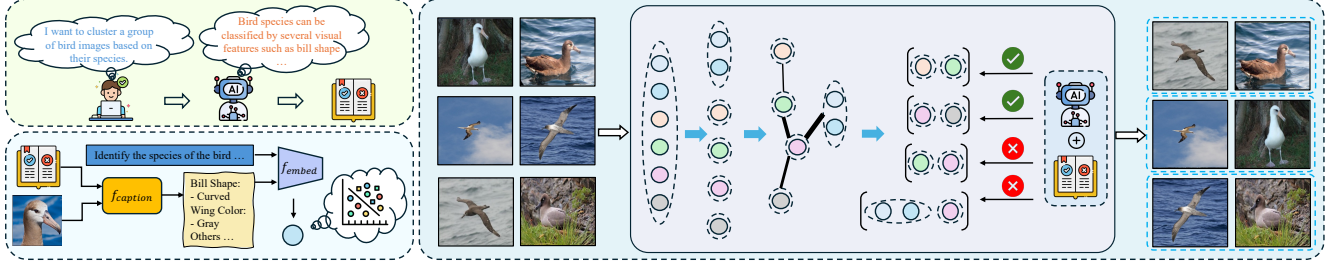 I want to cluster a group
of bird images based on
their species.
Bird species can be
classified by several visual
features such as bill shape
…
AI
Identify the species of the bird …
f_caption
Bill Shape:
- Curved
Wing Color:
- Gray
Others …
f_embed
AI